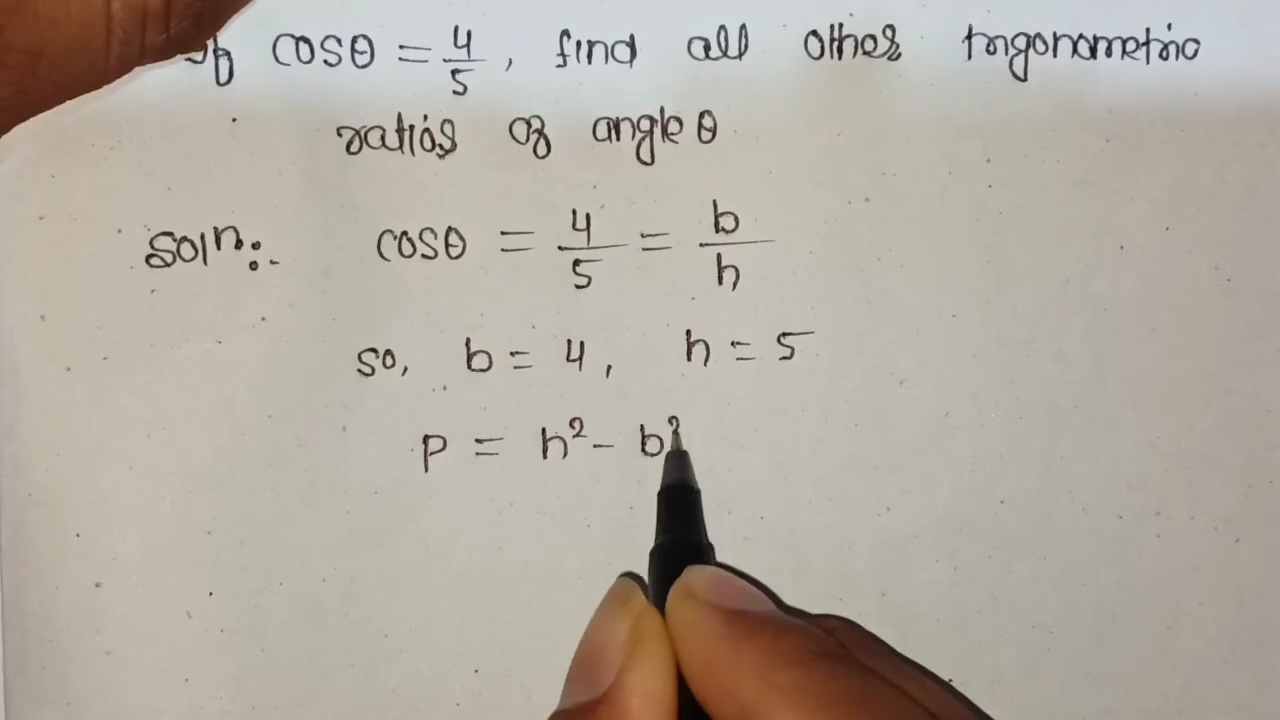 If cosθ = 4/5, find all other trigonometric
ratios of angle θ
Soln:. cosθ = 4/5 = b/h
so, b = 4, h = 5
P = h² - b²